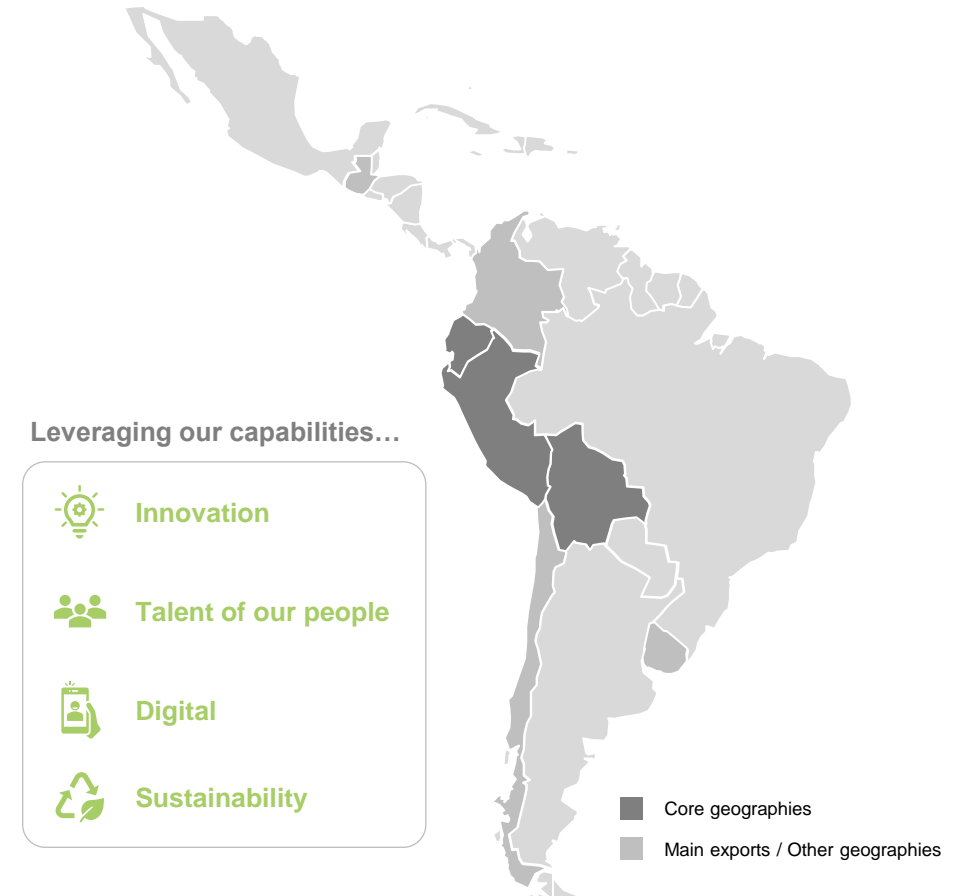 Leveraging our capabilities…
Innovation
Talent of our people
Digital
Sustainability
Core geographies
Main exports / Other geographies